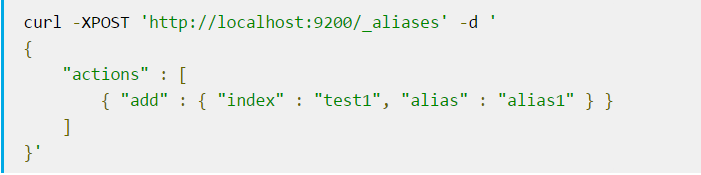 curl -XPOST 'http://localhost:9200/_aliases' -d '
{
    "actions" : [
        { "add" : { "index" : "test1", "alias" : "alias1" } }
    ]
}'